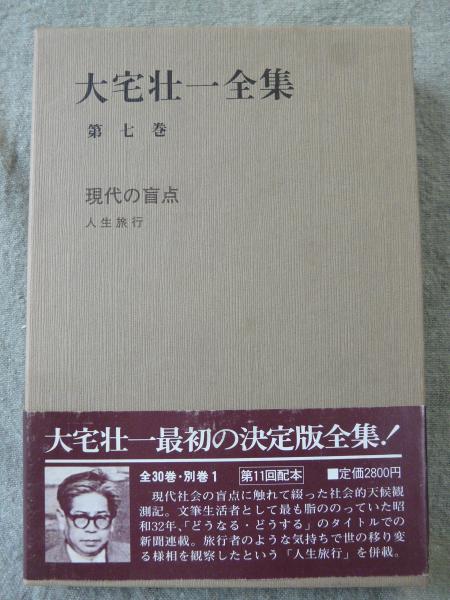 大宅壮一全集
第七巻
現代の盲点
人生旅行
大宅壮一最初の決定版全集!
全30巻・別巻1 第11回配本 ■定価2800円
現代社会の盲点に触れて綴った社会的天候観
測記。文筆生活者として最も脂ののっていた昭
和32年、「どうなる・どうする」のタイトルでの
新聞連載。旅行者のような気持ちで世の移り変
る様相を観察したという「人生旅行」を併載。